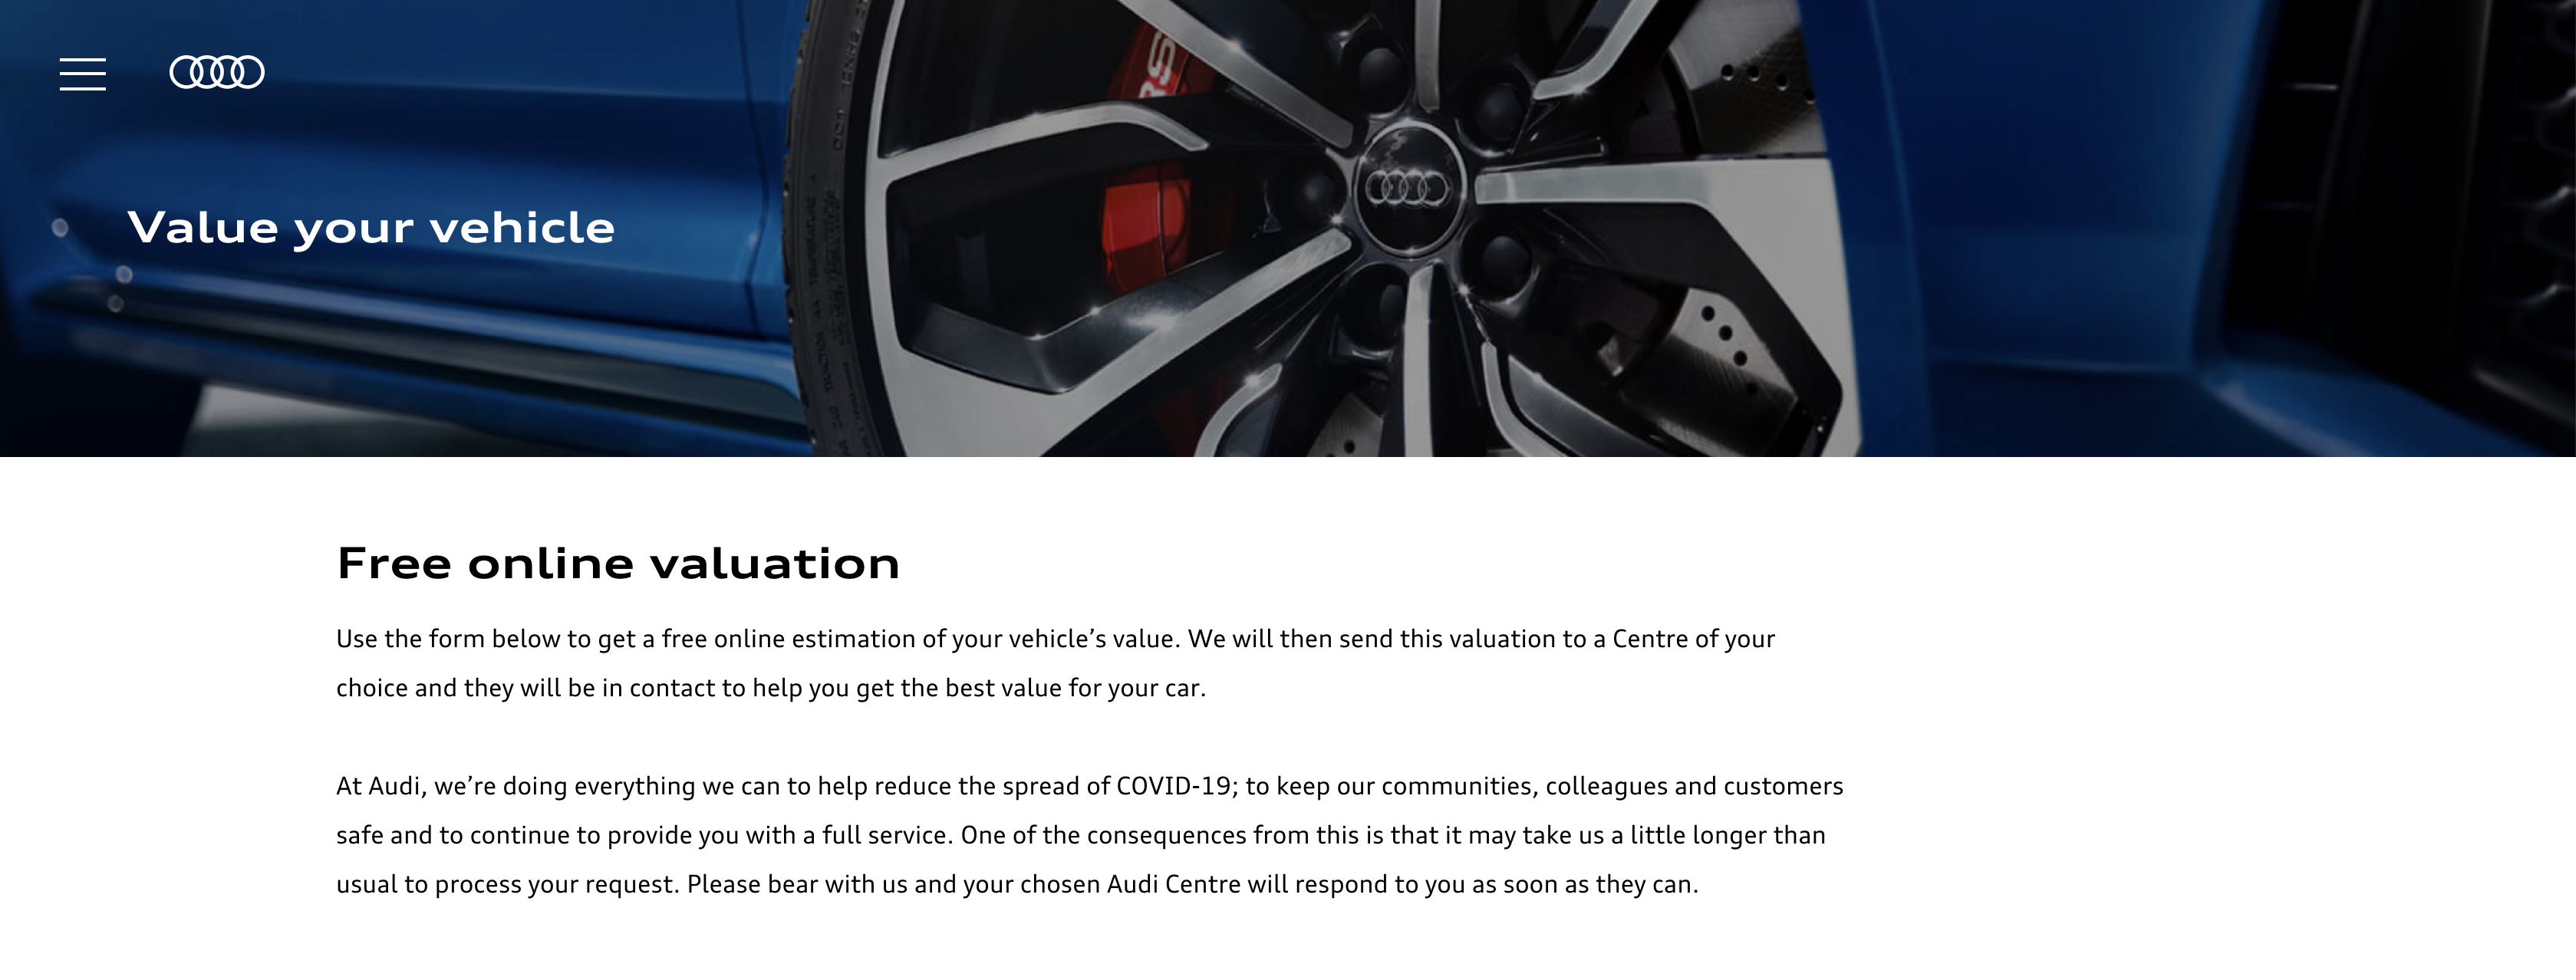 RS
Value your vehicle
Free online valuation
Use the form below to get a free online estimation of your vehicle’s value. We will then send this valuation to a Centre of your
choice and they will be in contact to help you get the best value for your car.
At Audi, we’re doing everything we can to help reduce the spread of COVID-19; to keep our communities, colleagues and customers
safe and to continue to provide you with a full service. One of the consequences from this is that it may take us a little longer than
usual to process your request. Please bear with us and your chosen Audi Centre will respond to you as soon as they can.